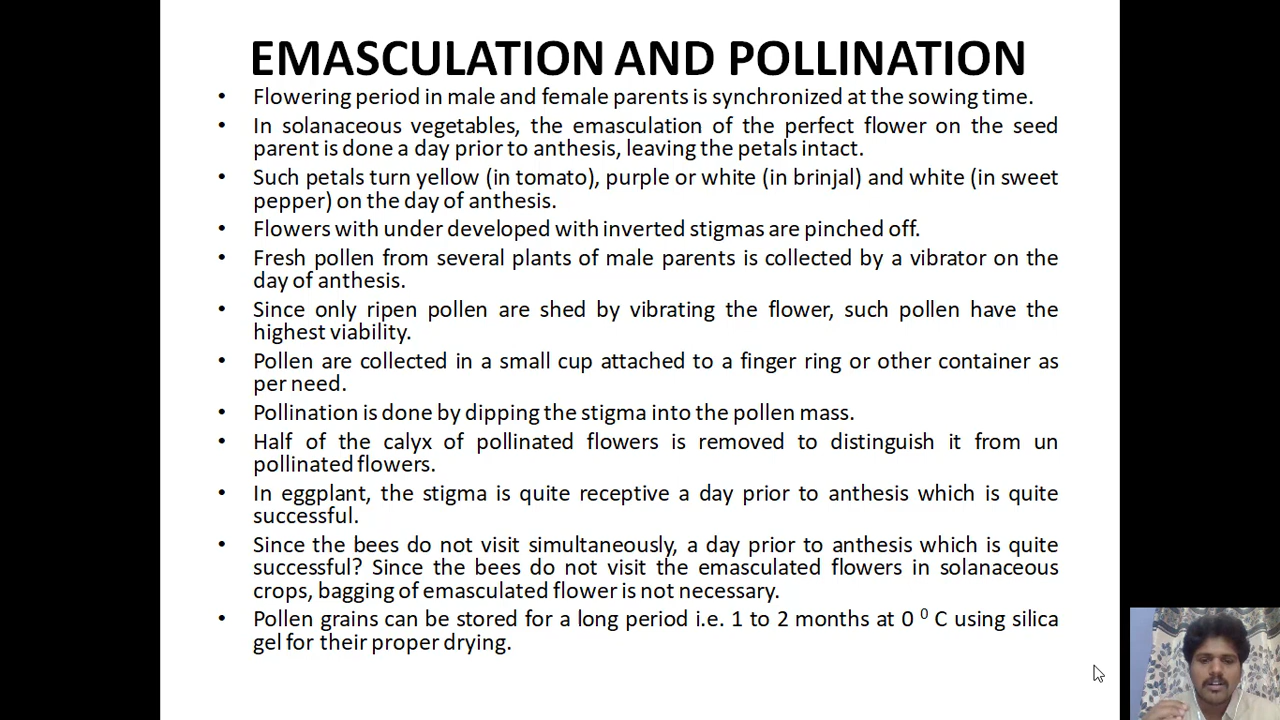 EMASCULATION AND POLLINATION
• Flowering period in male and female parents is synchronized at the sowing time.
• In solanaceous vegetables, the emasculation of the perfect flower on the seed
parent is done a day prior to anthesis, leaving the petals intact.
• Such petals turn yellow (in tomato), purple or white (in brinjal) and white (in sweet
pepper) on the day of anthesis.
• Flowers with under developed with inverted stigmas are pinched off.
• Fresh pollen from several plants of male parents is collected by a vibrator on the
day of anthesis.
• Since only ripen pollen are shed by vibrating the flower, such pollen have the
highest viability.
• Pollen are collected in a small cup attached to a finger ring or other container as
per need.
• Pollination is done by dipping the stigma into the pollen mass.
• Half of the calyx of pollinated flowers is removed to distinguish it from un
pollinated flowers.
• In eggplant, the stigma is quite receptive a day prior to anthesis which is quite
successful.
• Since the bees do not visit simultaneously, a day prior to anthesis which is quite
successful? Since the bees do not visit the emasculated flowers in solanaceous
crops, bagging of emasculated flower is not necessary.
• Pollen grains can be stored for a long period i.e. 1 to 2 months at 0 ⁰ C using silica
gel for their proper drying.